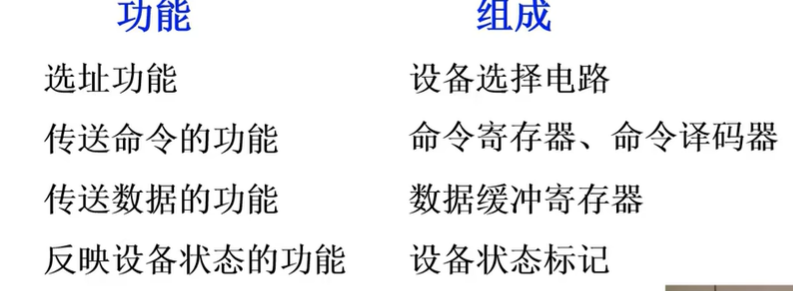 功能 组成
选址功能 设备选择电路
传送命令的功能 命令寄存器、命令译码器
传送数据的功能 数据缓冲寄存器
反映设备状态的功能 设备状态标记